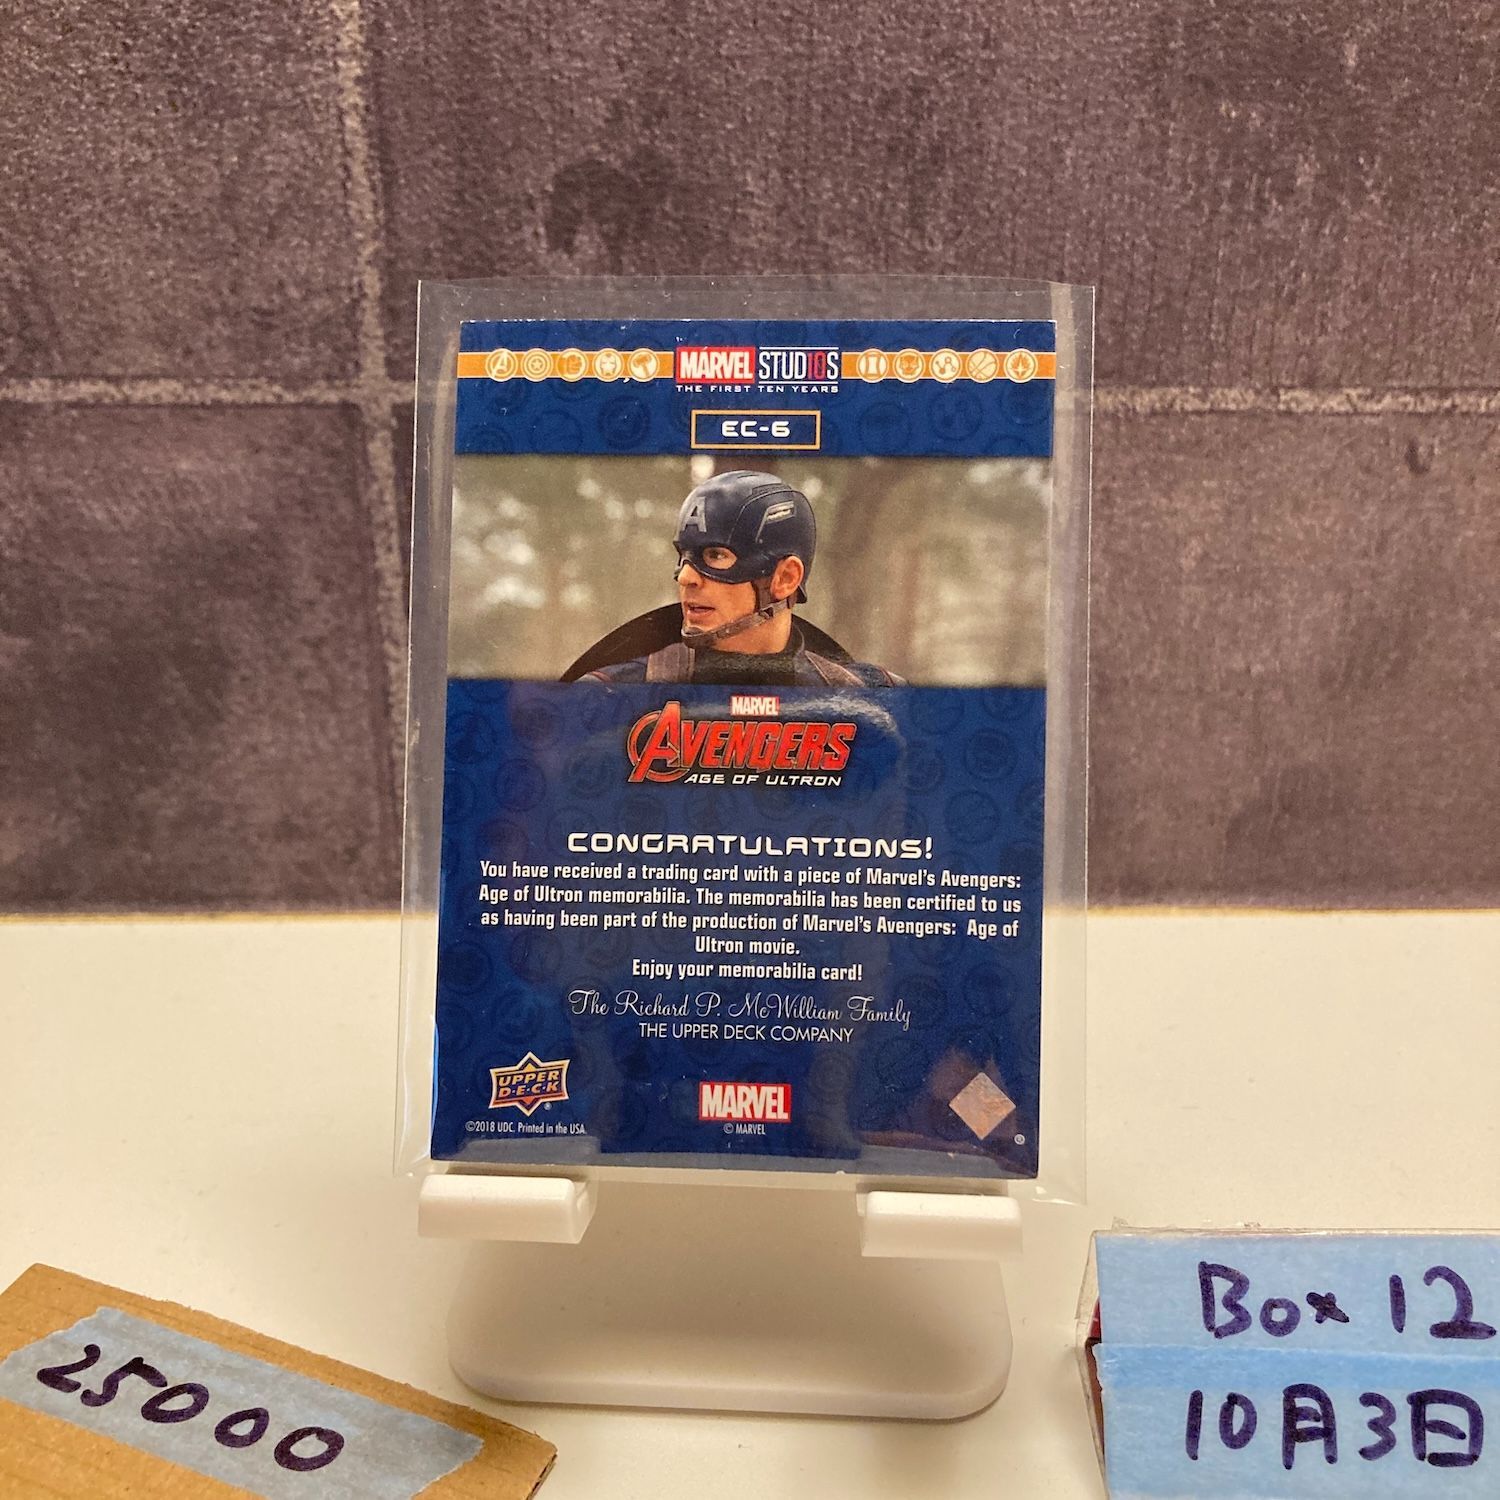 MARVEL STUDIOS
THE FIRST TEN YEARS
EC-6
A
MARVEL
AVENGERS
AGE OF ULTRON
CONGRATULATIONS!
You have received a trading card with a piece of Marvel's Avengers:
Age of Ultron memorabilia. The memorabilia has been certified to us
as having been part of the production of Marvel's Avengers: Age of
Ultron movie.
Enjoy your memorabilia card!
The Richard P. McWilliam Family
THE UPPER DECK COMPANY
UPPER
D·E·C·K
©2018 UDC. Printed in the USA.
MARVEL
© MARVEL
25000
Box 12
10月3日